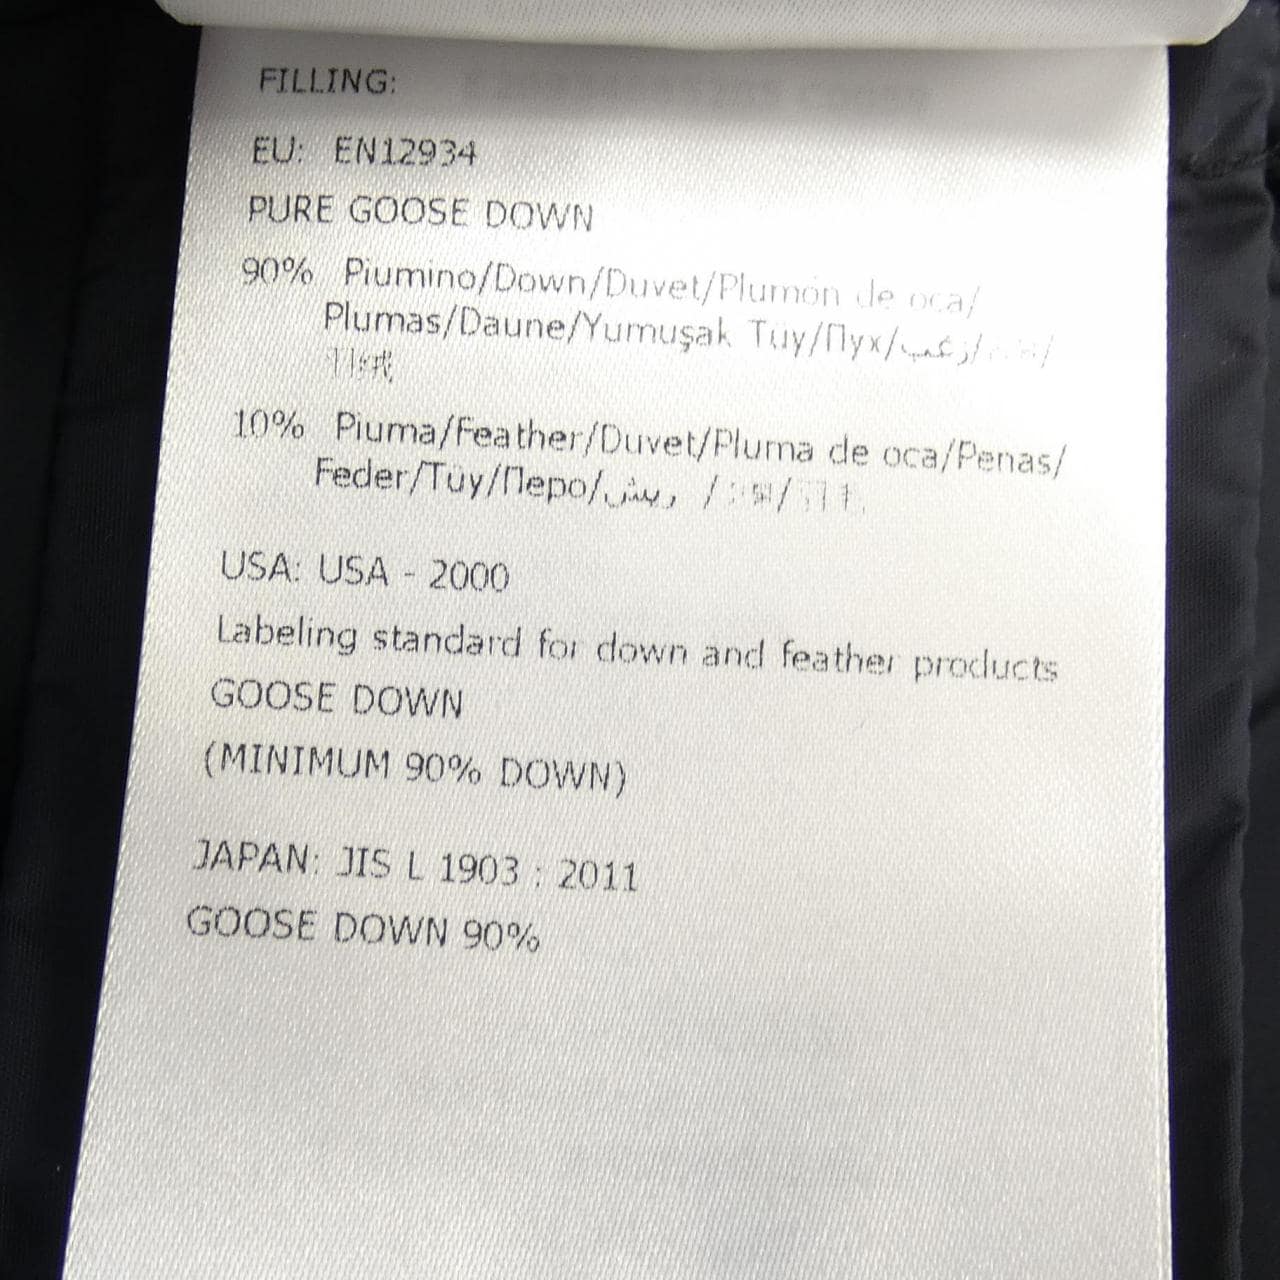 FILLING:
EU: EN12934
PURE GOOSE DOWN
90% Piumino/Down/Duvet/Plumón de oca/
Plumas/Daune/Yumuşak Tüy/Пух/زغب/
10% Piuma/Feather/Duvet/Pluma de oca/Penas/
Feder/Tüy/Перо/ريش /
USA: USA - 2000
Labeling standard for down and feather products
GOOSE DOWN
(MINIMUM 90% DOWN)
JAPAN: JIS L 1903 : 2011
GOOSE DOWN 90%